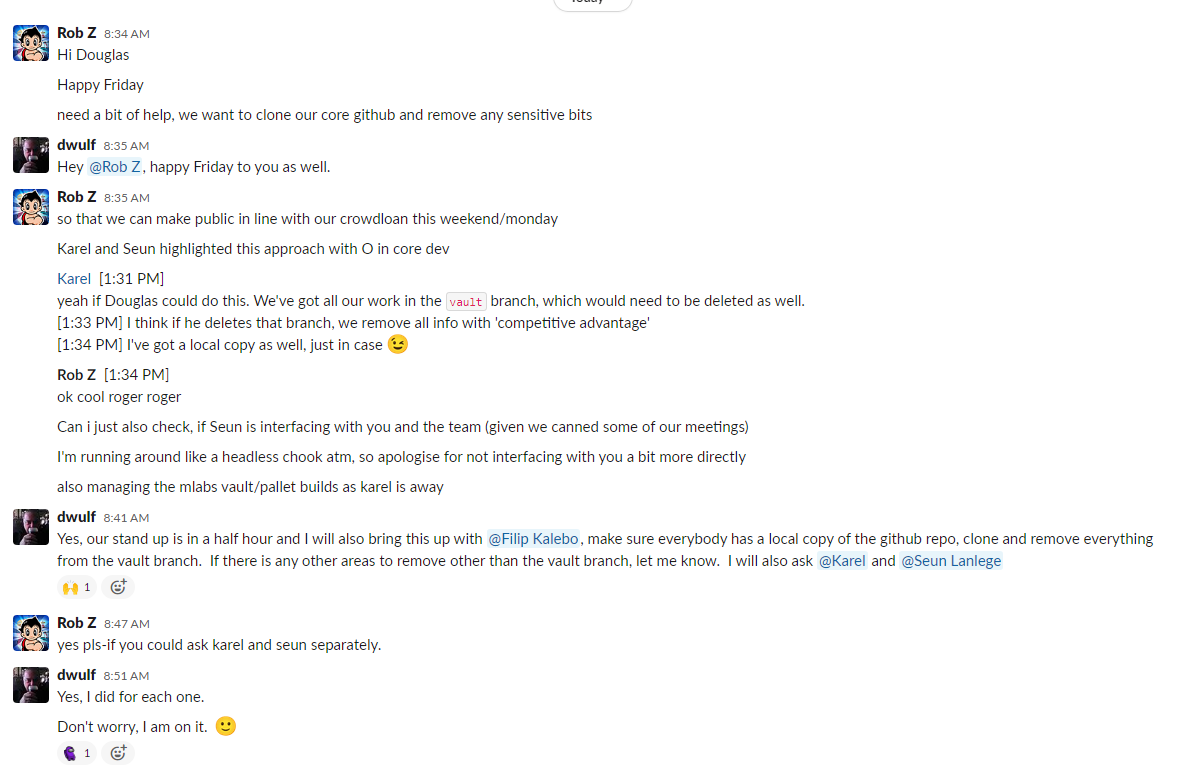 Today
Rob Z 8:34 AM
Hi Douglas
Happy Friday
need a bit of help, we want to clone our core github and remove any sensitive bits
dwulf 8:35 AM
Hey @Rob Z, happy Friday to you as well.
Rob Z 8:35 AM
so that we can make public in line with our crowdloan this weekend/monday
Karel and Seun highlighted this approach with O in core dev
Karel [1:31 PM]
yeah if Douglas could do this. We've got all our work in the vault branch, which would need to be deleted as well.
[1:33 PM] I think if he deletes that branch, we remove all info with 'competitive advantage'
[1:34 PM] I've got a local copy as well, just in case 😉
Rob Z [1:34 PM]
ok cool roger roger
Can i just also check, if Seun is interfacing with you and the team (given we canned some of our meetings)
I'm running around like a headless chook atm, so apologise for not interfacing with you a bit more directly
also managing the mlabs vault/pallet builds as karel is away
dwulf 8:41 AM
Yes, our stand up is in a half hour and I will also bring this up with @Filip Kalebo, make sure everybody has a local copy of the github repo, clone and remove everything
from the vault branch.  If there is any other areas to remove other than the vault branch, let me know.  I will also ask @Karel and @Seun Lanlege
🙌 1
Rob Z 8:47 AM
yes pls-if you could ask karel and seun separately.
dwulf 8:51 AM
Yes, I did for each one.
Don't worry, I am on it. 🙂
1